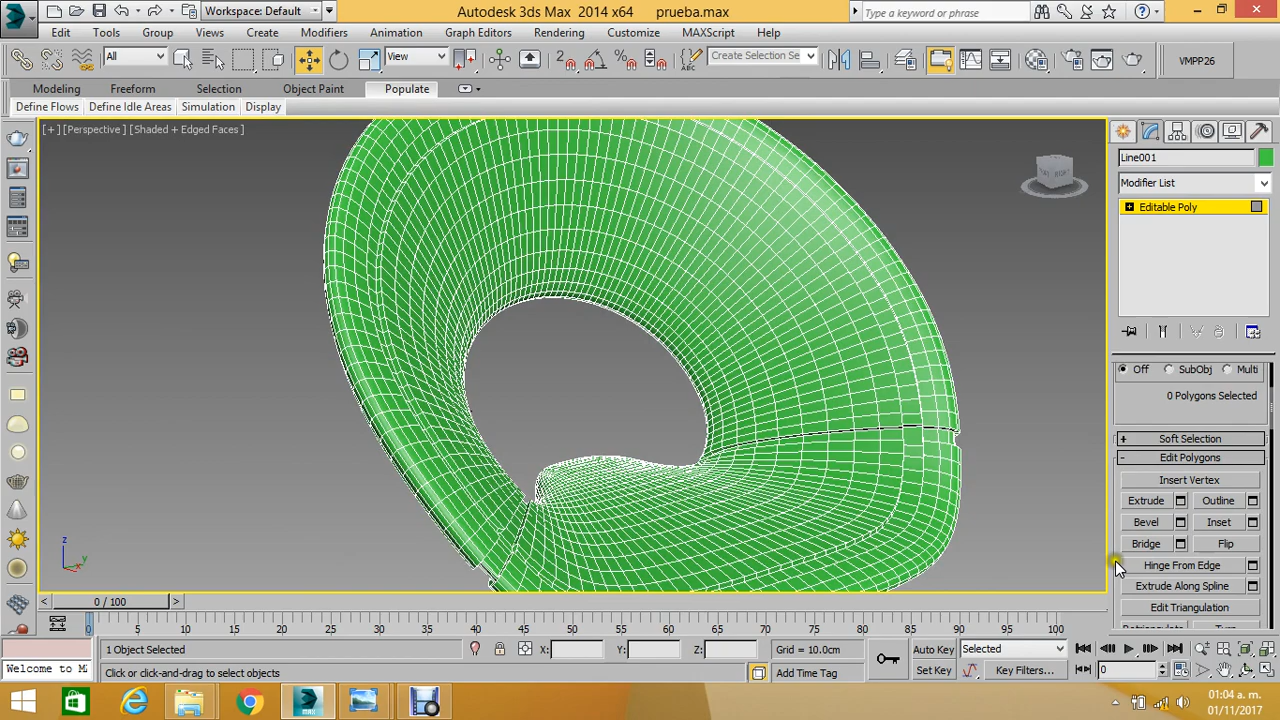 Workspace: Default
Autodesk 3ds Max 2014 x64 prueba.max
Type a keyword or phrase
Edit Tools Group Views Create Modifiers Animation Graph Editors Rendering Customize MAXScript Help
All
View
Create Selection Se
VMPP26
Modeling Freeform Selection Object Paint Populate
Define Flows Define Idle Areas Simulation Display
[+] [Perspective] [Shaded + Edged Faces]
RIGHT
Line001
Modifier List
Editable Poly
Off SubObj Multi
0 Polygons Selected
Soft Selection
Edit Polygons
Insert Vertex
Extrude Outline
Bevel Inset
Bridge Flip
Hinge From Edge
Extrude Along Spline
Edit Triangulation
Retriangulate Turn
z
y
x
0 / 100
0 5 10 15 20 25 30 35 40 45 50 55 60 65 70 75 80 85 90 95 100
1 Object Selected X: Y: Z: Grid = 10.0cm Auto Key Selected
Welcome to M Click or click-and-drag to select objects Add Time Tag Set Key Key Filters... 0
01:04 a. m.
01/11/2017